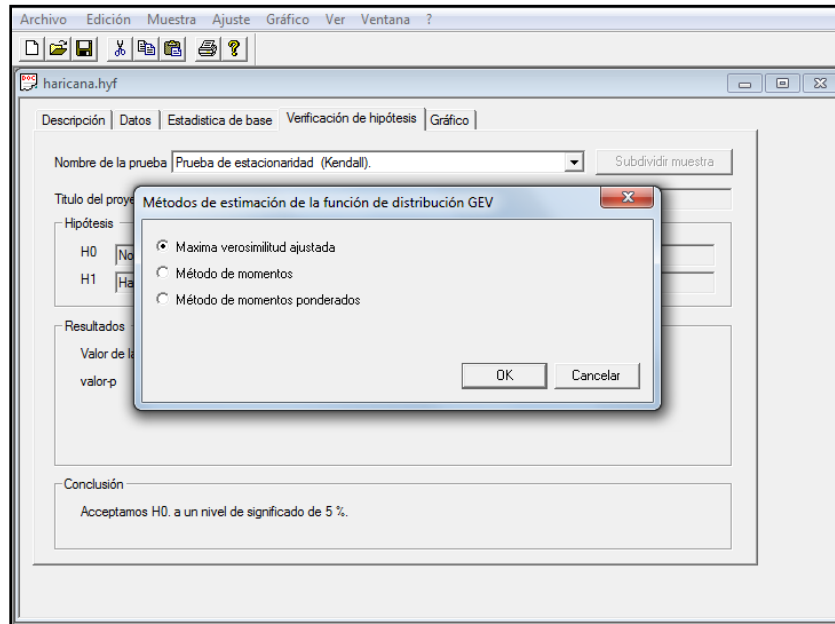 Archivo Edición Muestra Ajuste Gráfico Ver Ventana ?
haricana.hyf
Descripción Datos Estadistica de base Verificación de hipótesis Gráfico
Nombre de la prueba Prueba de estacionaridad (Kendall). Subdividir muestra
Titulo del proye
Métodos de estimación de la función de distribución GEV
Hipótesis
H0 No
H1 Ha
Maxima verosimilitud ajustada
Método de momentos
Método de momentos ponderados
OK Cancelar
Resultados
Valor de la
valor-p
Conclusión
Acceptamos H0. a un nivel de significado de 5 %.